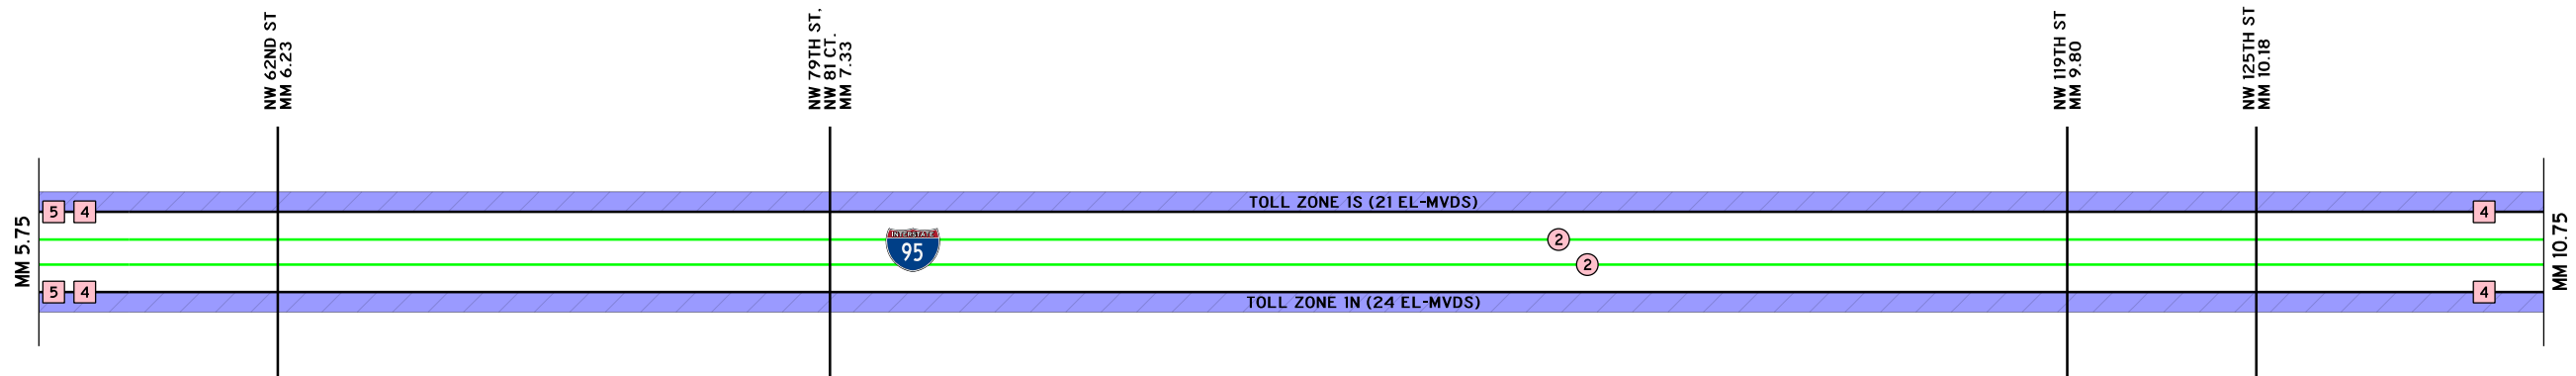 NW 62ND ST
MM 6.23
NW 79TH ST,
NW 81 CT.
MM 7.33
NW 119TH ST
MM 9.80
NW 125TH ST
MM 10.18
TOLL ZONE 1S (21 EL-MVDS)
5 4 4
MM 5.75
INTERSTATE
95
2
2
MM 10.75
5 4 4
TOLL ZONE 1N (24 EL-MVDS)